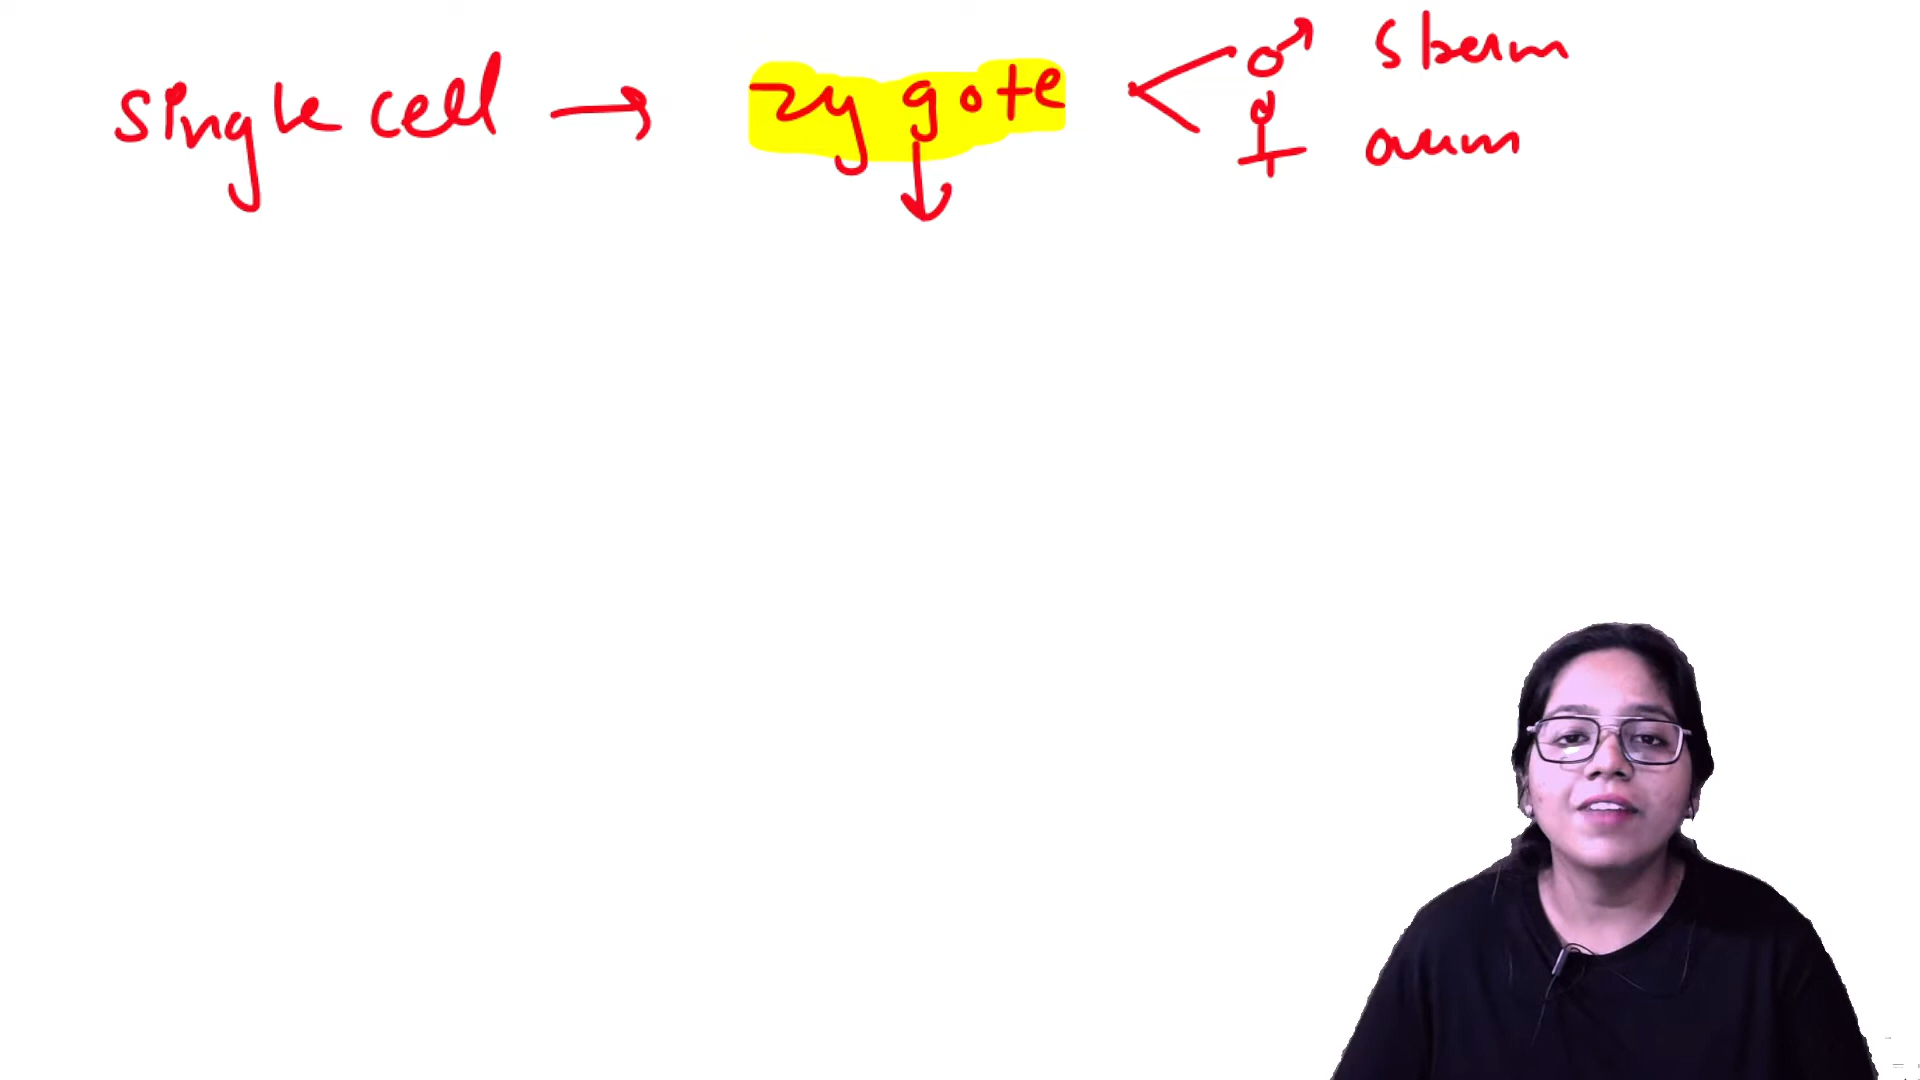 single cell → zygote < ♂ sperm
♀ ovum
↓